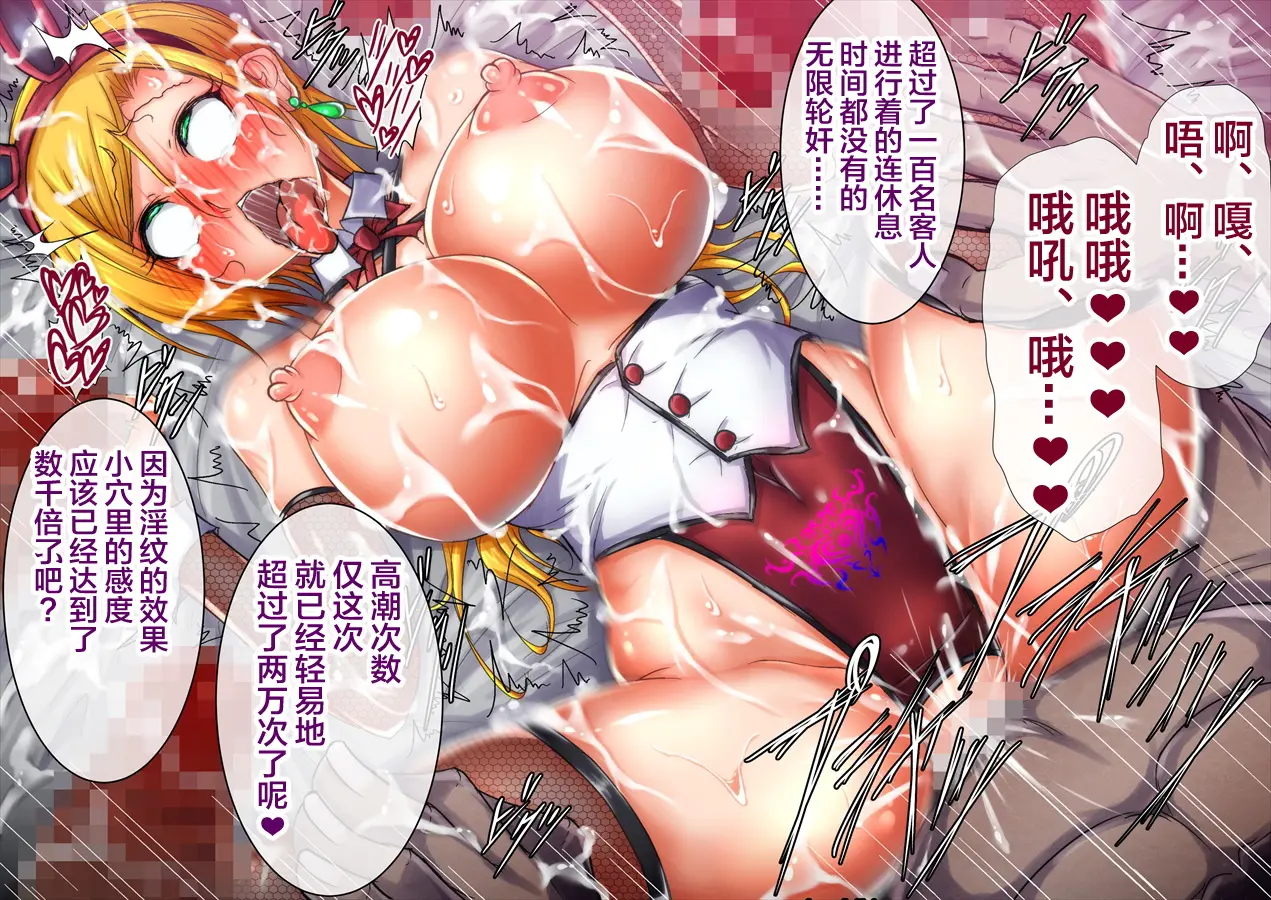 啊、嘎、
唔、啊…♥♥
哦哦♥♥♥
哦吼、哦…♥♥
超过了一百名客人
进行着的连休息
时间都没有的
无限轮奸……
高潮次数
仅这次
就已经轻易地
超过了两万次了呢♥
因为淫纹的效果
小穴里的感度
应该已经达到了
数千倍了吧？